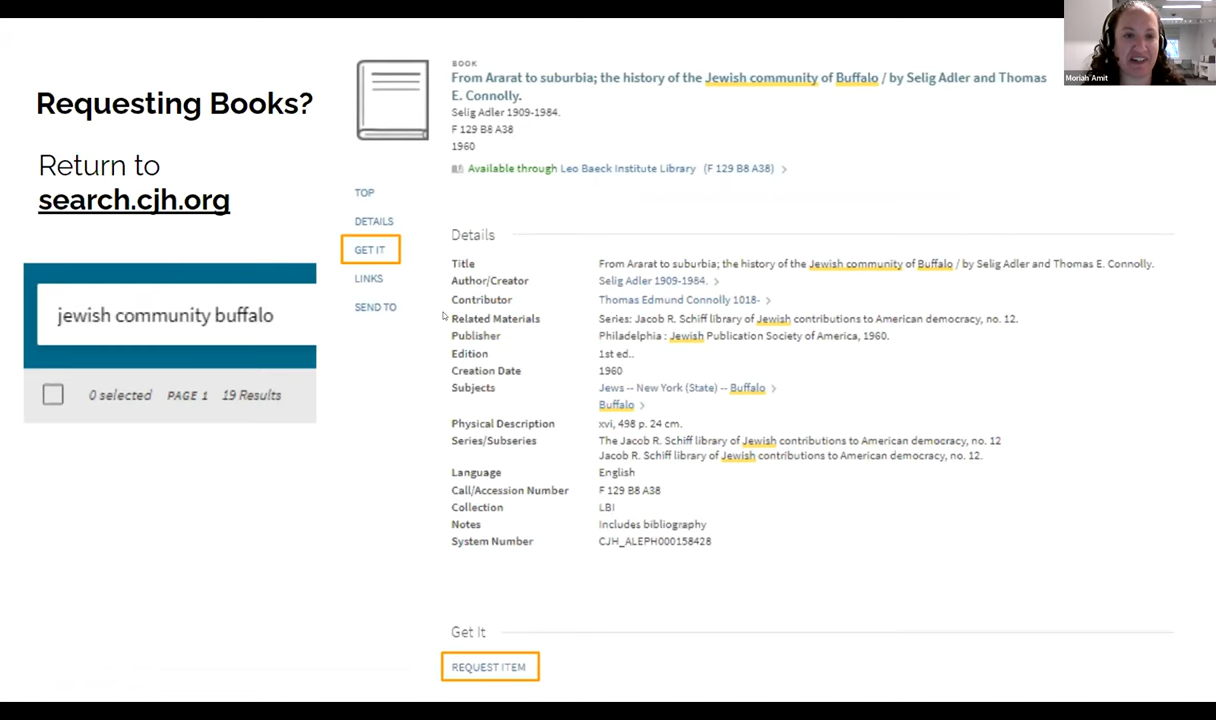 Moriah Amit
Requesting Books?
Return to
search.cjh.org
jewish community buffalo
0 selected PAGE 1 19 Results
BOOK
From Ararat to suburbia; the history of the Jewish community of Buffalo / by Selig Adler and Thomas
E. Connolly.
Selig Adler 1909-1984.
F 129 B8 A38
1960
Available through Leo Baeck Institute Library (F 129 B8 A38)
TOP
DETAILS
GET IT
LINKS
SEND TO
Details
Title From Ararat to suburbia; the history of the Jewish community of Buffalo / by Selig Adler and Thomas E. Connolly.
Author/Creator Selig Adler 1909-1984.
Contributor Thomas Edmund Connolly 1018-
Related Materials Series: Jacob R. Schiff library of Jewish contributions to American democracy, no. 12.
Publisher Philadelphia : Jewish Publication Society of America, 1960.
Edition 1st ed..
Creation Date 1960
Subjects Jews -- New York (State) -- Buffalo
Buffalo
Physical Description xvi, 498 p. 24 cm.
Series/Subseries The Jacob R. Schiff library of Jewish contributions to American democracy, no. 12
Jacob R. Schiff library of Jewish contributions to American democracy, no. 12.
Language English
Call/Accession Number F 129 B8 A38
Collection LBI
Notes Includes bibliography
System Number CJH_ALEPH000158428
Get It
REQUEST ITEM